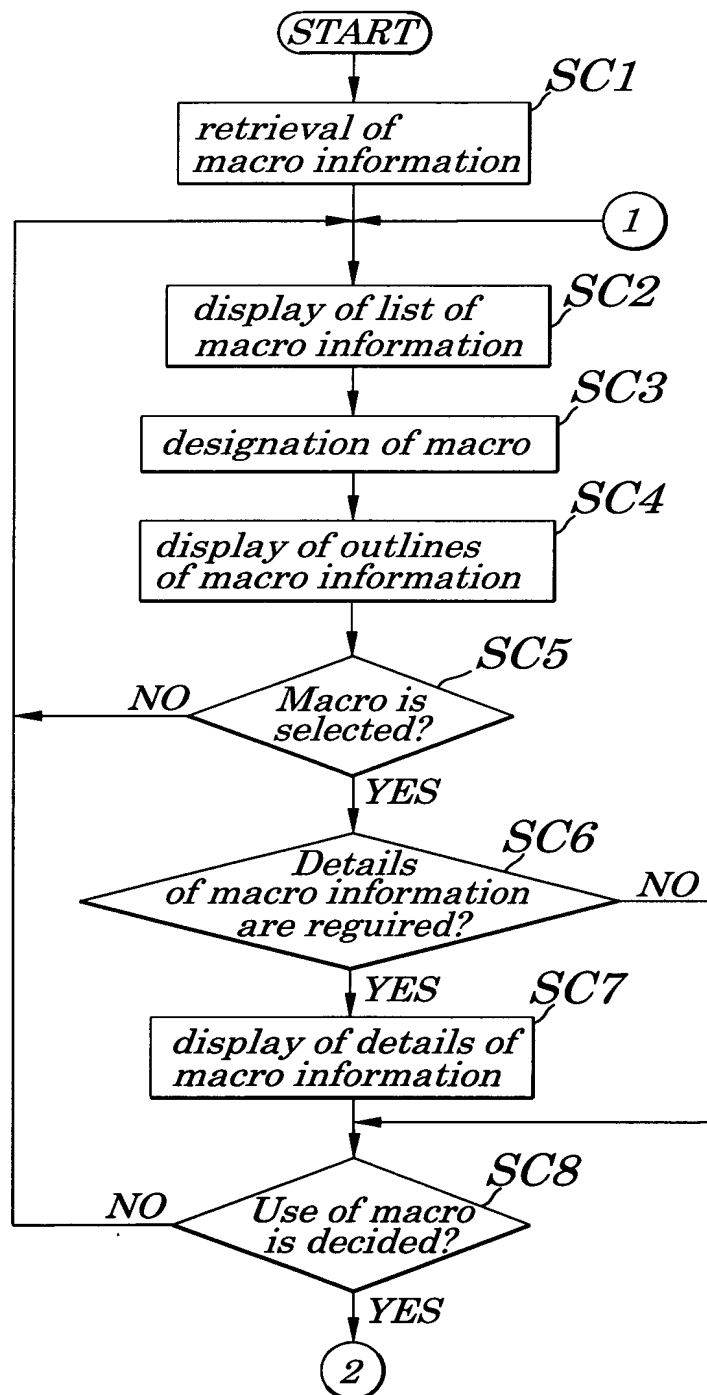 START
SC1
retrieval of
macro information
1
SC2
display of list of
macro information
SC3
designation of macro
SC4
display of outlines
of macro information
SC5
NO
Macro is
selected?
YES
SC6
Details
of macro information
are reguired?
NO
YES
SC7
display of details of
macro information
SC8
NO
Use of macro
is decided?
YES
2